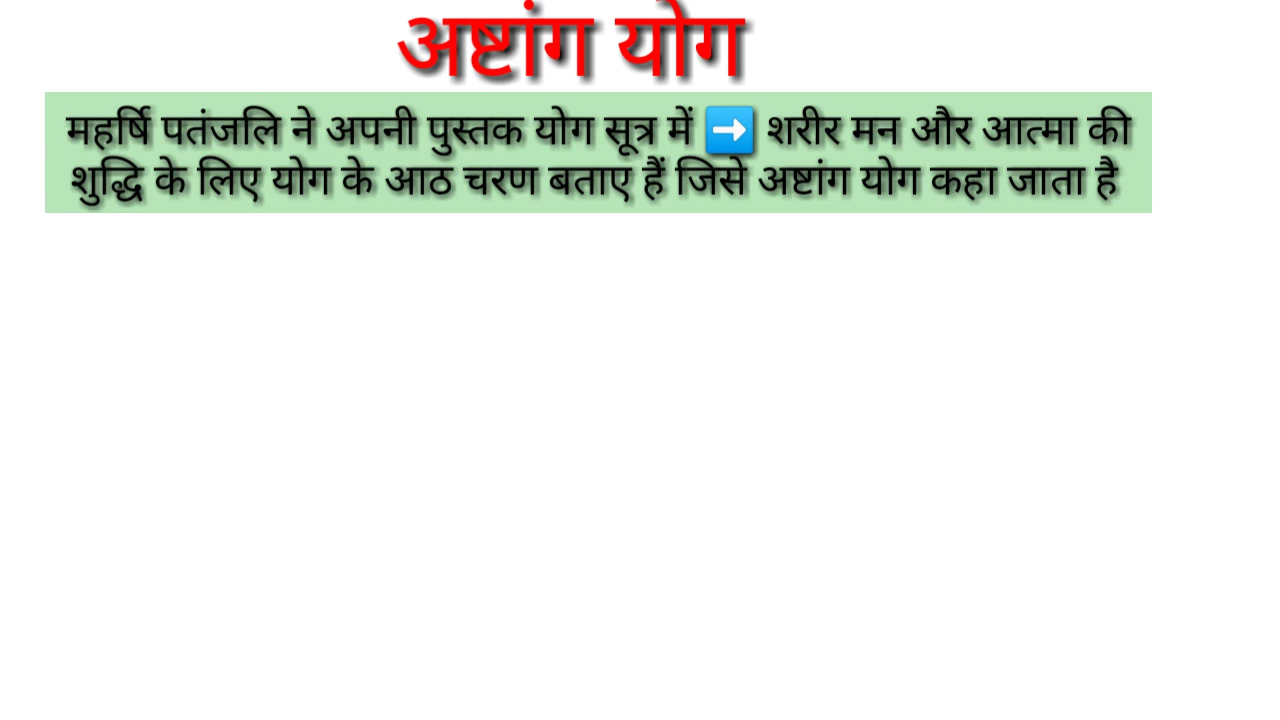 अष्टांग योग
महर्षि पतंजलि ने अपनी पुस्तक योग सूत्र में ➡️ शरीर मन और आत्मा की
शुद्धि के लिए योग के आठ चरण बताए हैं जिसे अष्टांग योग कहा जाता है